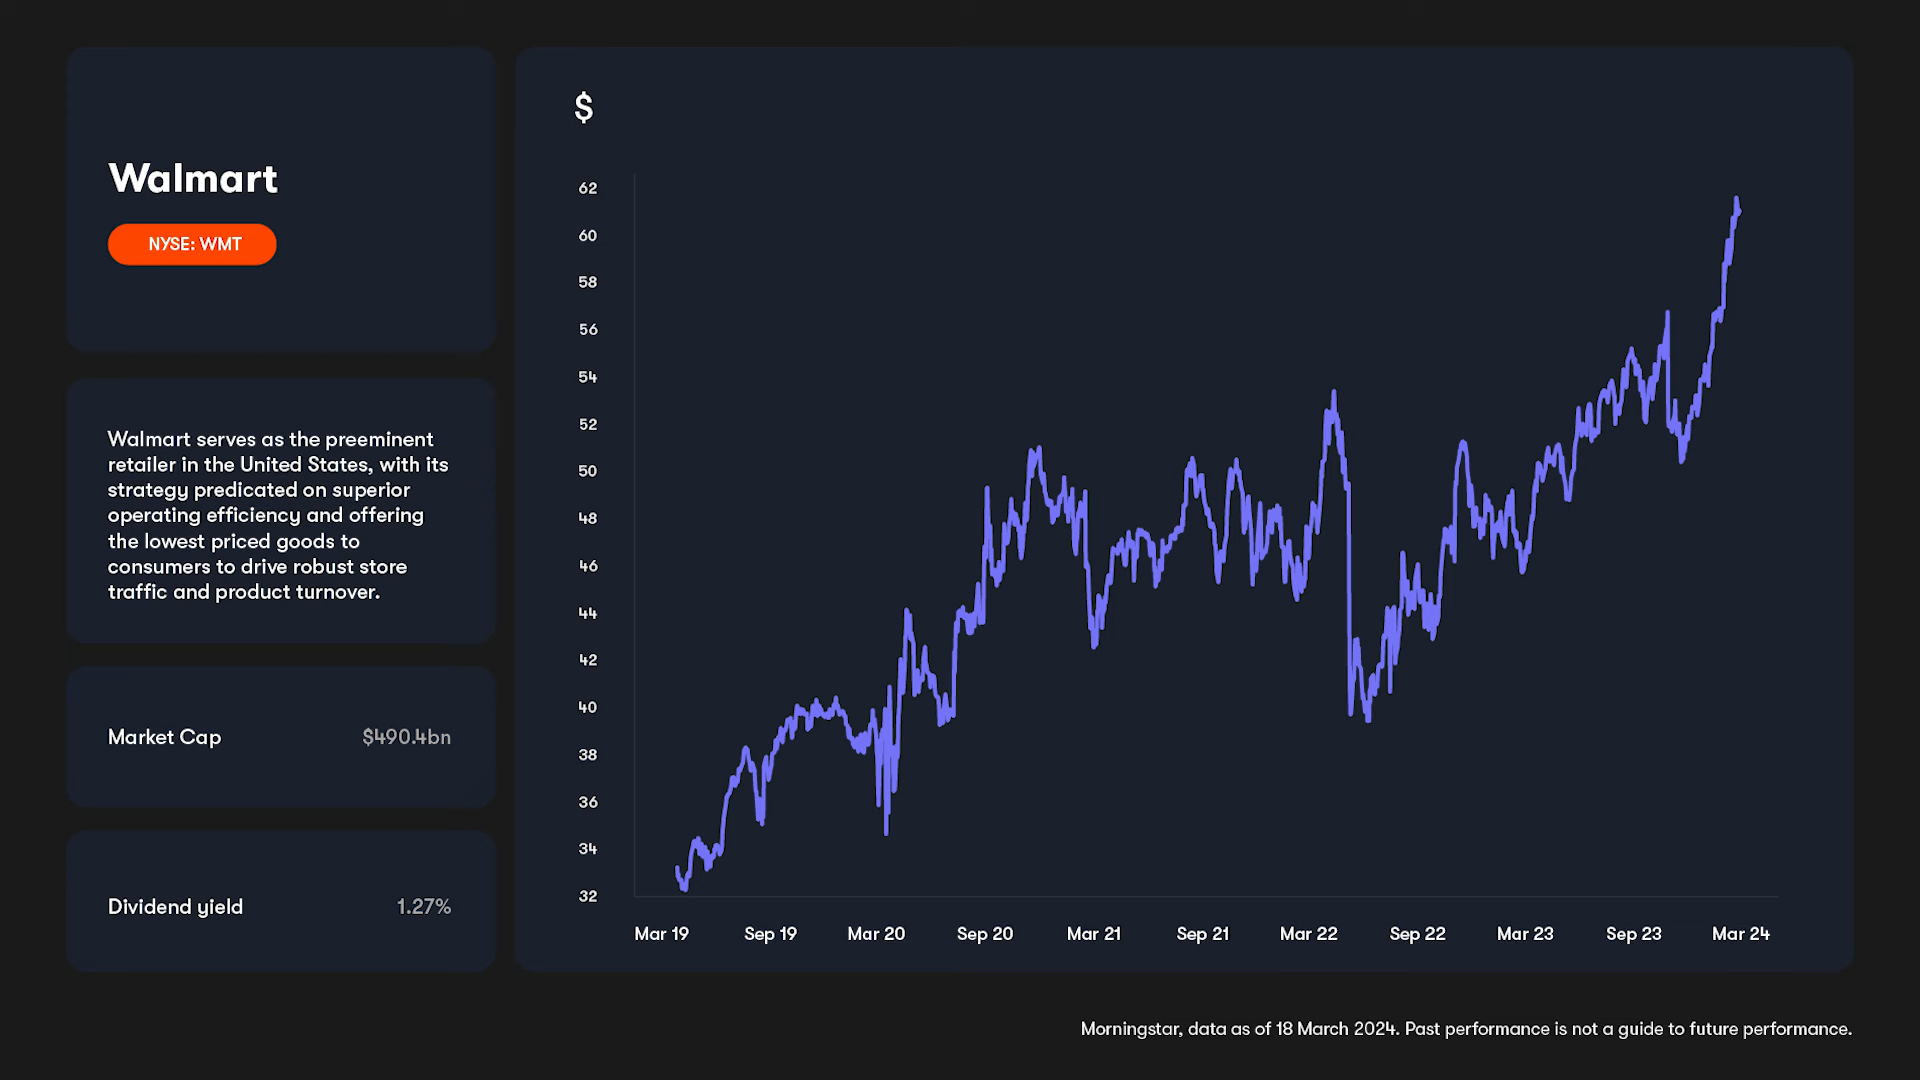 Walmart
NYSE: WMT
Walmart serves as the preeminent
retailer in the United States, with its
strategy predicated on superior
operating efficiency and offering
the lowest priced goods to
consumers to drive robust store
traffic and product turnover.
Market Cap $490.4bn
Dividend yield 1.27%
$
62
60
58
56
54
52
50
48
46
44
42
40
38
36
34
32
Mar 19 Sep 19 Mar 20 Sep 20 Mar 21 Sep 21 Mar 22 Sep 22 Mar 23 Sep 23 Mar 24
Morningstar, data as of 18 March 2024. Past performance is not a guide to future performance.